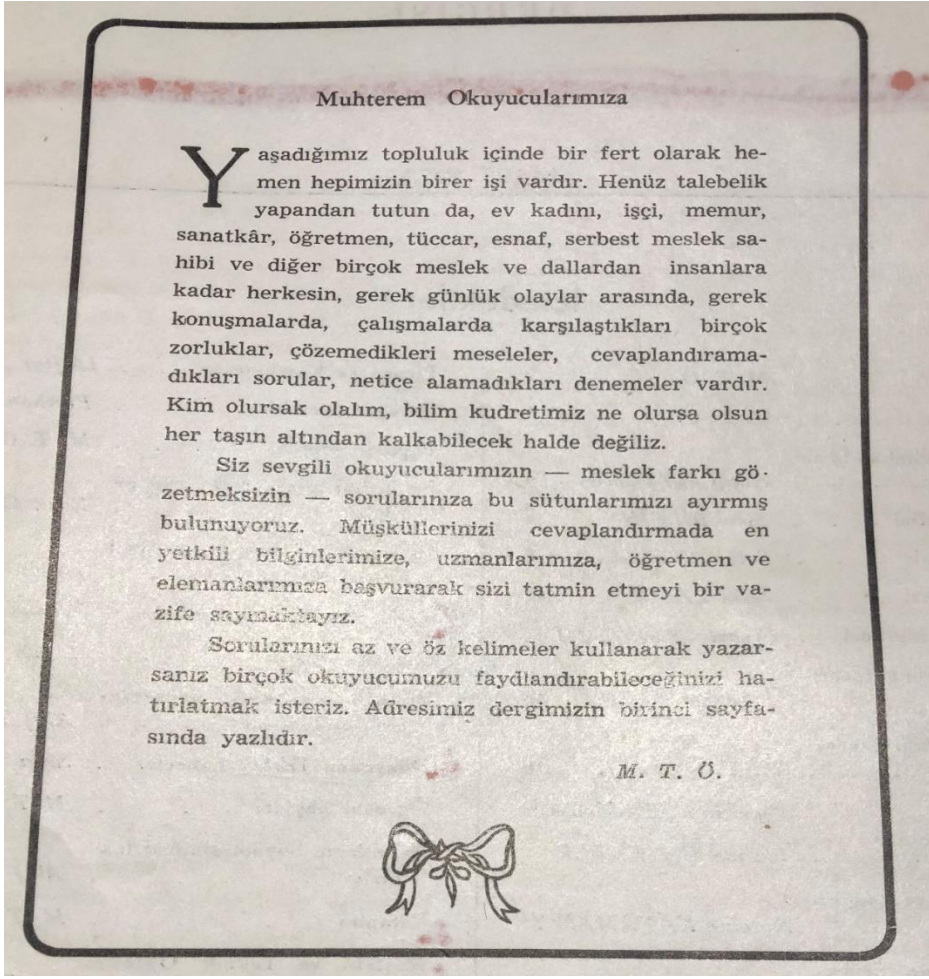 Muhterem Okuyucularımıza
Yaşadığımız topluluk içinde bir fert olarak he-
men hepimizin birer işi vardır. Henüz talebelik
yapandan tutun da, ev kadını, işçi, memur,
sanatkâr, öğretmen, tüccar, esnaf, serbest meslek sa-
hibi ve diğer birçok meslek ve dallardan insanlara
kadar herkesin, gerek günlük olaylar arasında, gerek
konuşmalarda, çalışmalarda karşılaştıkları birçok
zorluklar, çözemedikleri meseleler, cevaplandırama-
dıkları sorular, netice alamadıkları denemeler vardır.
Kim olursak olalım, bilim kudretimiz ne olursa olsun
her taşın altından kalkabilecek halde değiliz.
Siz sevgili okuyucularımızın — meslek farkı gö-
zetmeksizin — sorularınıza bu sütunlarımızı ayırmış
bulunuyoruz. Müşküllerinizi cevaplandırmada en
yetkili bilginlerimize, uzmanlarımıza, öğretmen ve
elemanlarımıza başvurarak sizi tatmin etmeyi bir va-
zife saymaktayız.
Sorularınızı az ve öz kelimeler kullanarak yazar-
sanız birçok okuyucumuzu faydlandırabileceğinizi ha-
tırlatmak isteriz. Adresimiz dergimizin birinci sayfa-
sında yazlıdır.
M. T. Ö.